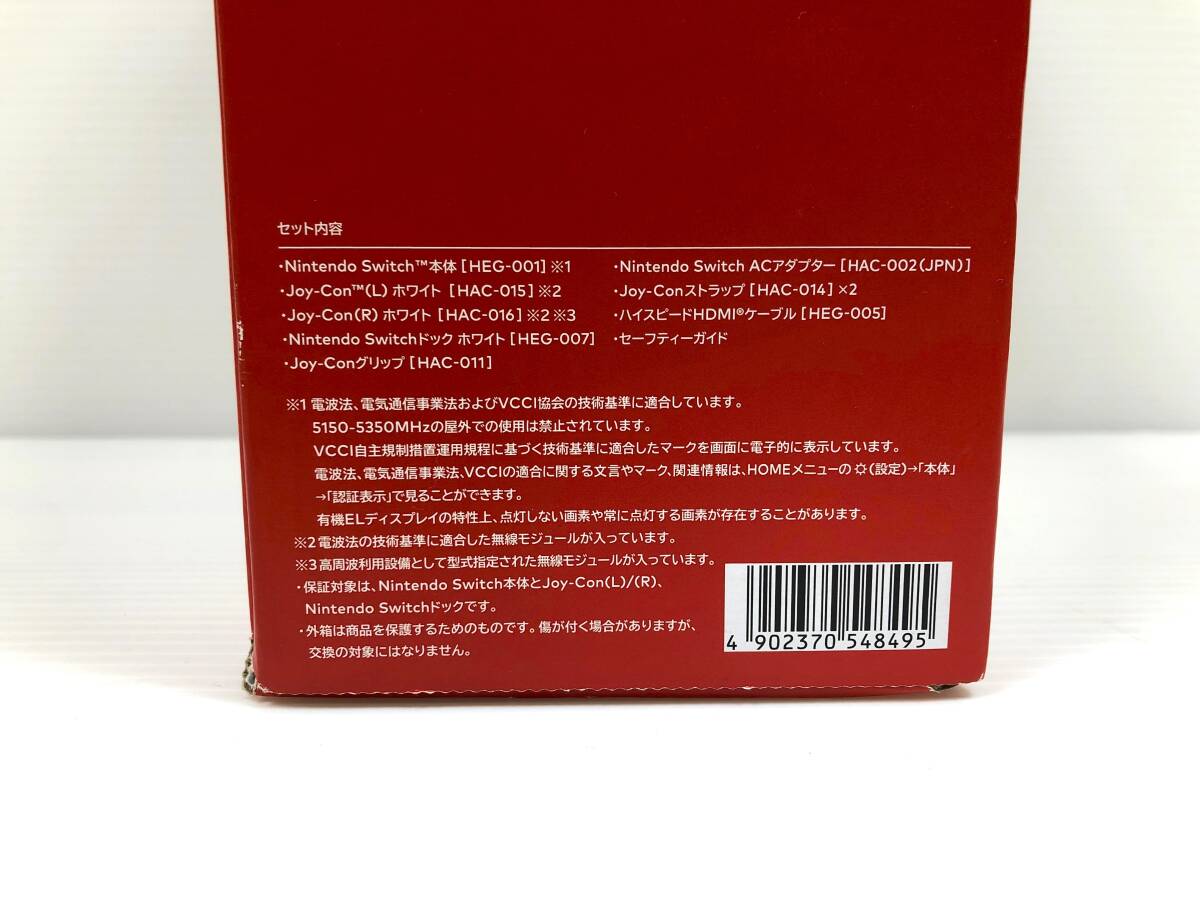 セット内容
・Nintendo Switch™本体 [HEG-001] ※1
・Joy-Con™(L) ホワイト [HAC-015] ※2
・Joy-Con(R) ホワイト [HAC-016] ※2 ※3
・Nintendo Switchドック ホワイト [HEG-007]
・Joy-Conグリップ [HAC-011]
・Nintendo Switch ACアダプター [HAC-002(JPN)]
・Joy-Conストラップ [HAC-014] ×2
・ハイスピードHDMI®ケーブル [HEG-005]
・セーフティーガイド
※1 電波法、電気通信事業法およびVCCI協会の技術基準に適合しています。
5150-5350MHzの屋外での使用は禁止されています。
VCCI自主規制措置運用規程に基づく技術基準に適合したマークを画面に電子的に表示しています。
電波法、電気通信事業法、VCCIの適合に関する文言やマーク、関連情報は、HOMEメニューの(設定)→「本体」
→「認証表示」で見ることができます。
有機ELディスプレイの特性上、点灯しない画素や常に点灯する画素が存在することがあります。
※2 電波法の技術基準に適合した無線モジュールが入っています。
※3 高周波利用設備として型式指定された無線モジュールが入っています。
・保証対象は、Nintendo Switch本体とJoy-Con(L)/(R)、
Nintendo Switchドックです。
・外箱は商品を保護するためのものです。傷が付く場合がありますが、
交換の対象にはなりません。
4 902370 548495